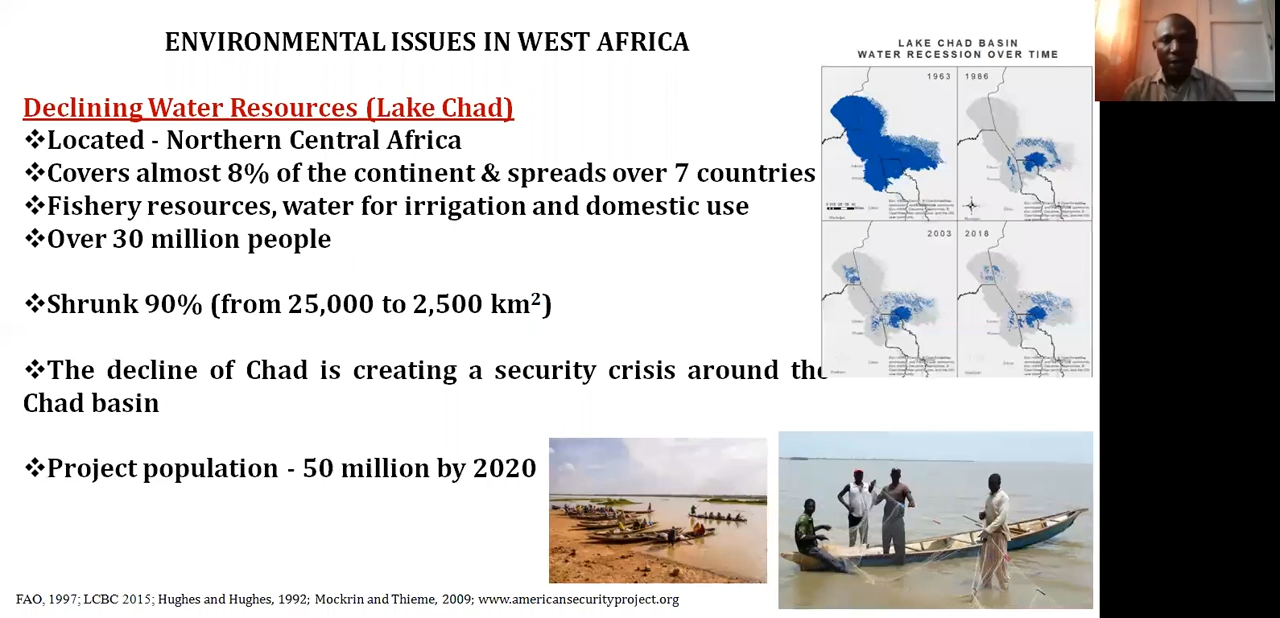 ENVIRONMENTAL ISSUES IN WEST AFRICA
Declining Water Resources (Lake Chad)
❖Located - Northern Central Africa
❖Covers almost 8% of the continent & spreads over 7 countries
❖Fishery resources, water for irrigation and domestic use
❖Over 30 million people
❖Shrunk 90% (from 25,000 to 2,500 km²)
❖The decline of Chad is creating a security crisis around the
Chad basin
❖Project population - 50 million by 2020
FAO, 1997; LCBC 2015; Hughes and Hughes, 1992; Mockrin and Thieme, 2009; www.americansecurityproject.org
LAKE CHAD BASIN
WATER RECESSION OVER TIME
1963
1986
2003
2018